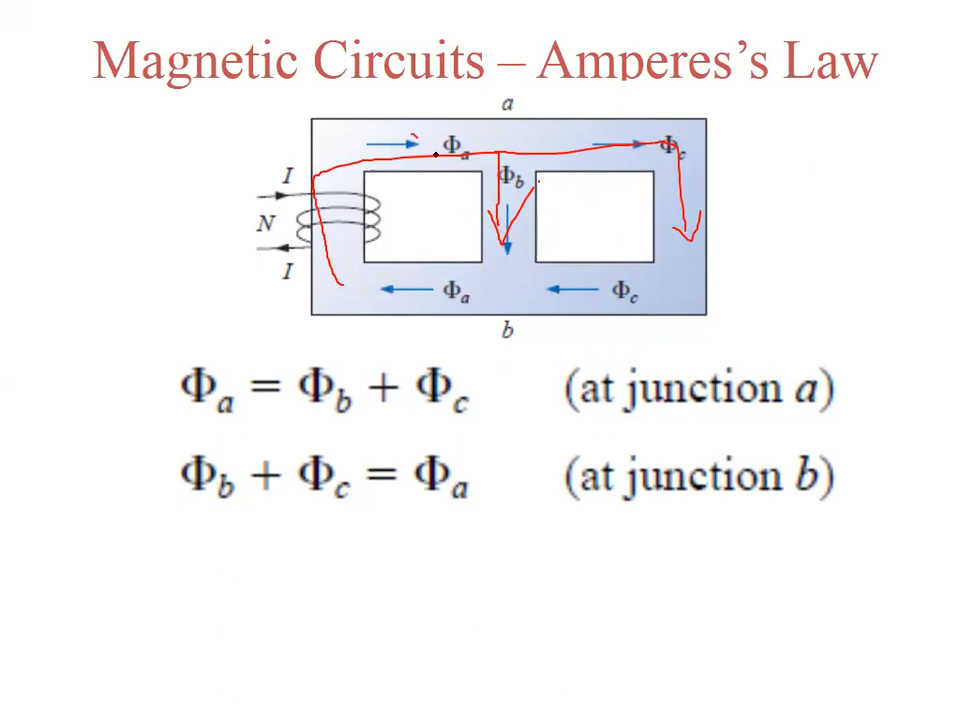 Magnetic Circuits – Amperes’s Law
a
Φa Φc
I Φb
N
I Φa Φc
b
Φa = Φb + Φc (at junction a)
Φb + Φc = Φa (at junction b)